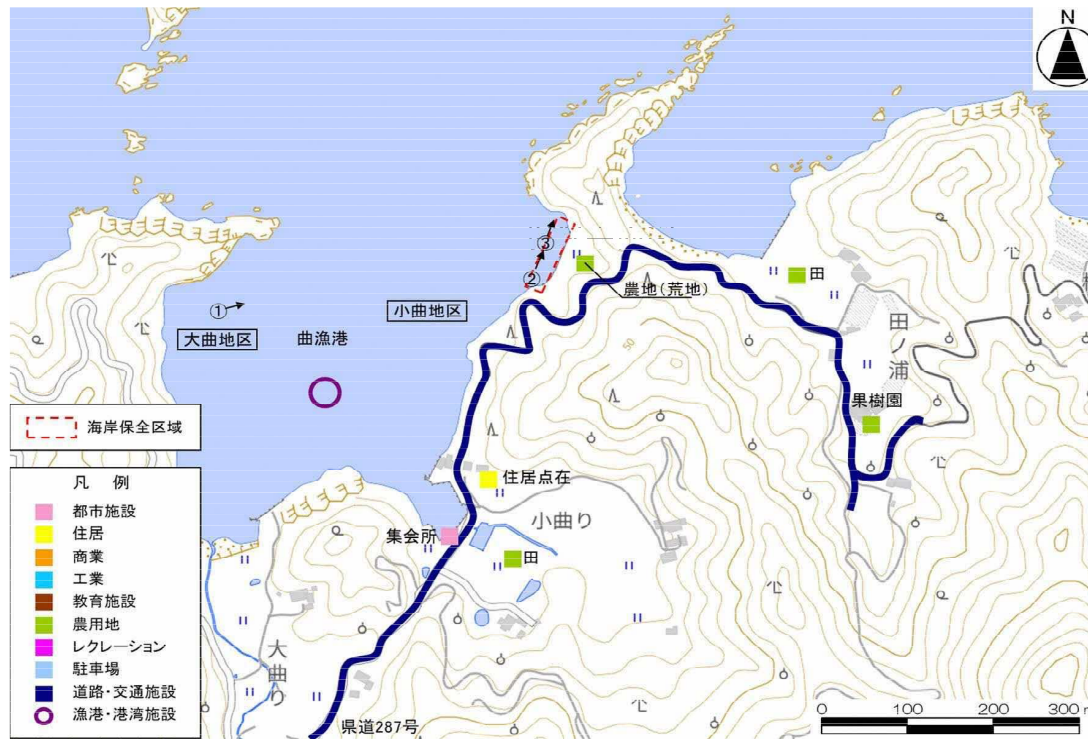 N
③
②
農地(荒地)
田
①
大曲地区
小曲地区
曲漁港
50
田ノ浦
果樹園
海岸保全区域
凡 例
都市施設
住居
商業
工業
教育施設
農用地
レクレーション
駐車場
道路・交通施設
漁港・港湾施設
住居点在
小曲り
集会所
田
大曲り
県道287号
0 100 200 300 m